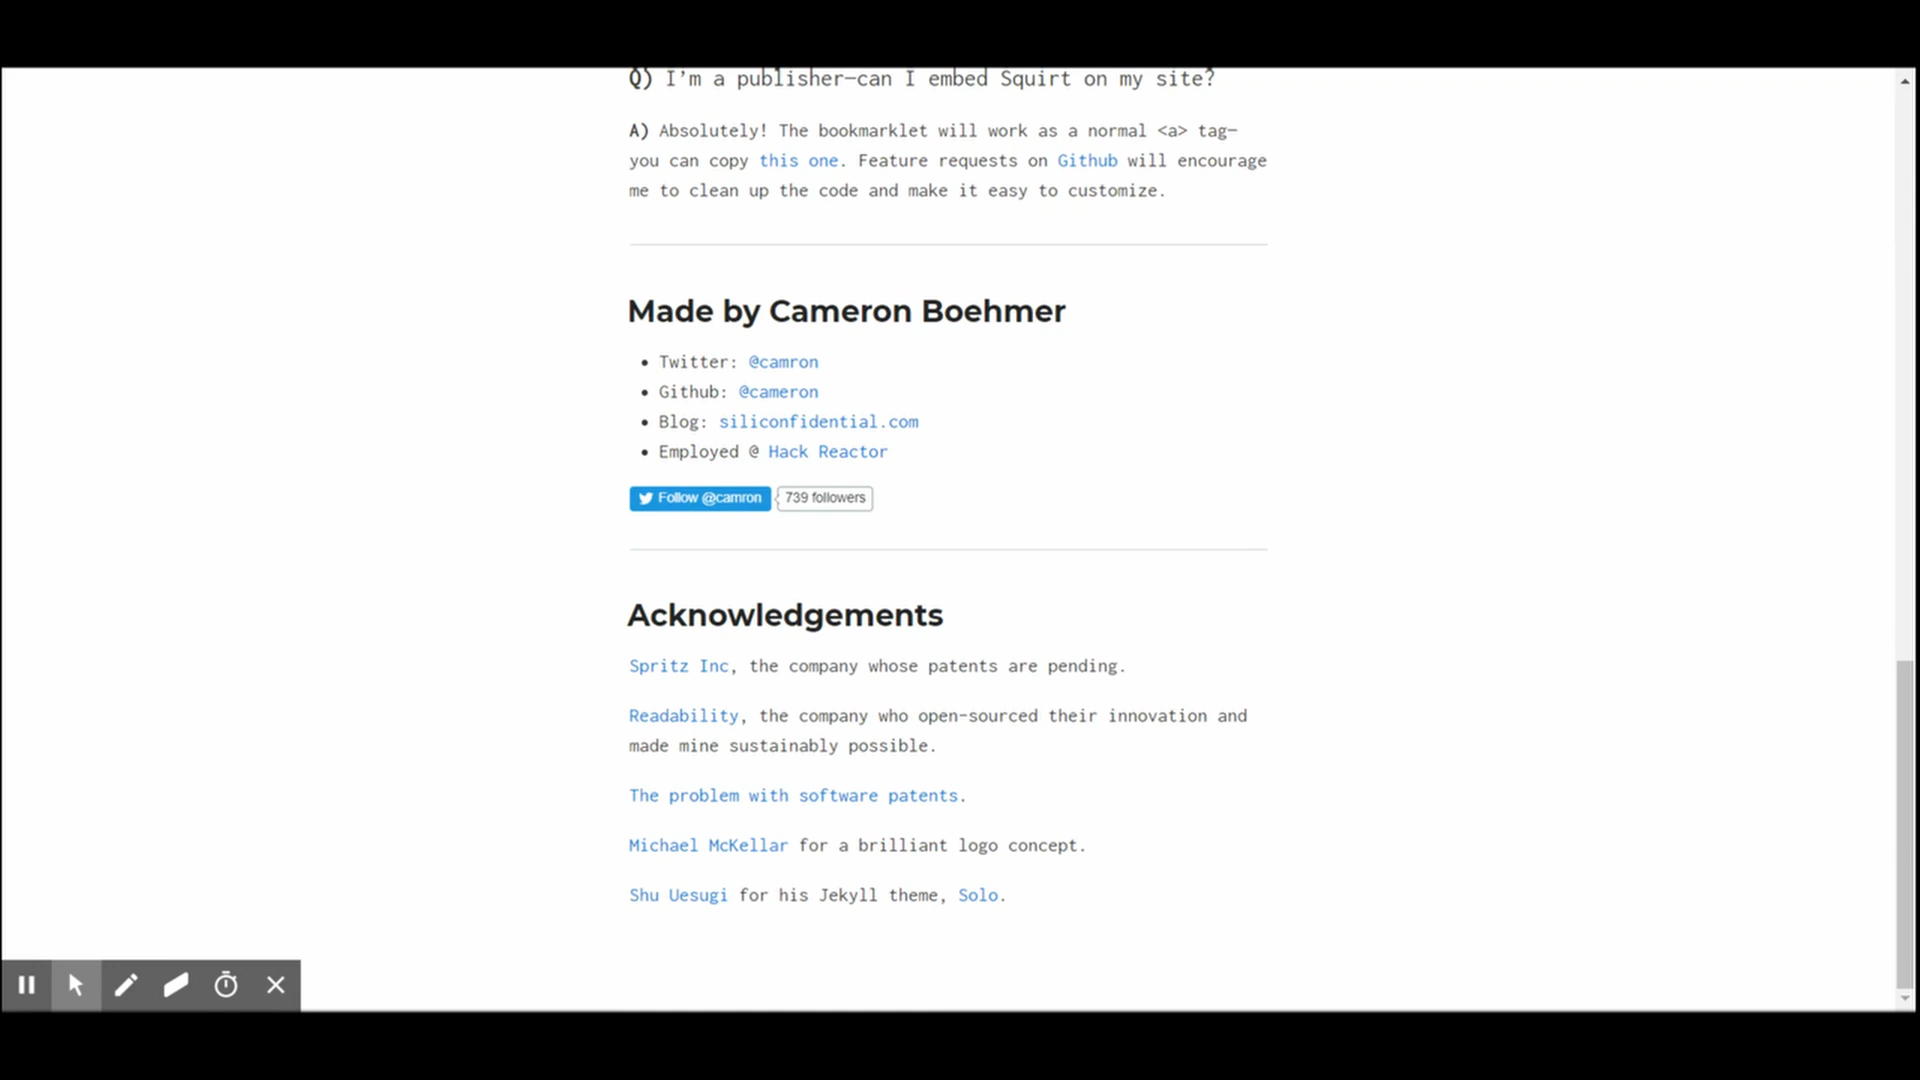 Q) I'm a publisher—can I embed Squirt on my site?
A) Absolutely! The bookmarklet will work as a normal <a> tag—
you can copy this one. Feature requests on Github will encourage
me to clean up the code and make it easy to customize.
Made by Cameron Boehmer
• Twitter: @camron
• Github: @cameron
• Blog: siliconfidential.com
• Employed @ Hack Reactor
Follow @camron 739 followers
Acknowledgements
Spritz Inc, the company whose patents are pending.
Readability, the company who open-sourced their innovation and
made mine sustainably possible.
The problem with software patents.
Michael McKellar for a brilliant logo concept.
Shu Uesugi for his Jekyll theme, Solo.